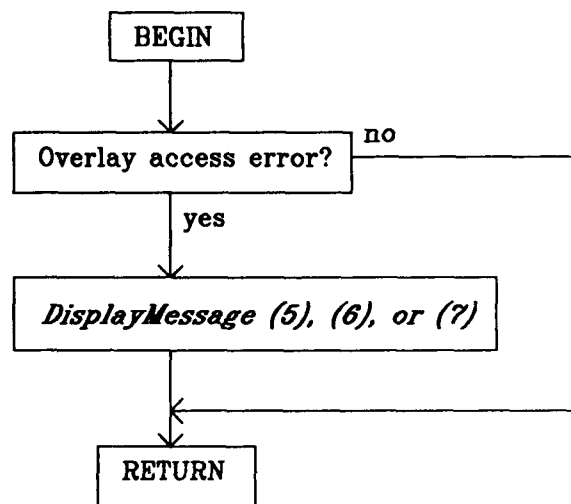 BEGIN
Overlay access error?
no
yes
DisplayMessage (5), (6), or (7)
RETURN